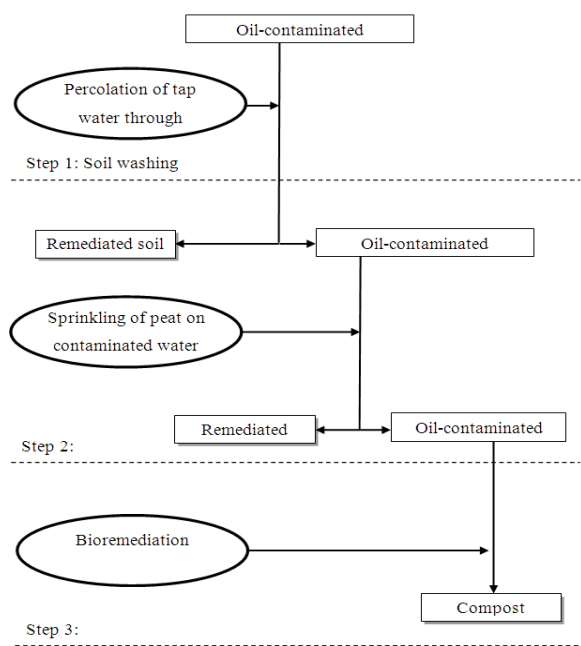 Oil-contaminated
Percolation of tap
water through
Step 1: Soil washing
Remediated soil
Oil-contaminated
Sprinkling of peat on
contaminated water
Remediated
Oil-contaminated
Step 2:
Bioremediation
Compost
Step 3: